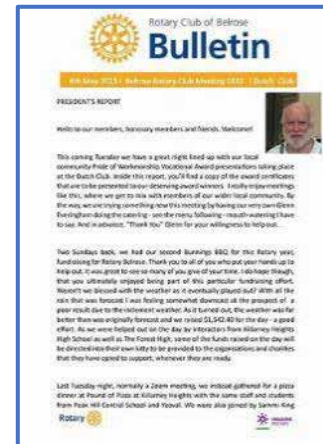 Rotary Club of Belrose
Bulletin
Belrose Rotary Club Meeting Dutch Club
PRESIDENT'S REPORT
Hello to our members, honorary members and friends. Welcome!
This coming Tuesday we have a great night lined up with our local
community Pride of Workmanship Vocational Award presentations taking place
at the Dutch Club. Inside this report, you'll find a copy of the award certificates
that are to be presented to our deserving award winners. I really enjoy meetings
like this, where we get to mix with members of our wider local community. By
the way, we are trying something new this meeting by having our very own Glenn
doing the catering - see the menu following - mouth-watering I have
to say. And in advance, "Thank You" Glenn for your willingness to help out.
Two Sundays back, we had our second Bunnings BBQ for this Rotary year,
fundraising for Rotary Belrose. Thank you to all of you who put your hands up to
help out. It was great to see so many of you give of your time. I do hope though,
that you ultimately enjoyed being part of this particular fundraising effort.
Weren't we blessed with the weather as it eventually played out? With all the
rain that was forecast I was feeling somewhat downcast at the prospect of a
poor result due to the inclement weather. As it turned out, the weather was far
better than was originally forecast and we raised $1,542.40 for the day - a good
effort. As we were helped out on the day by interactors from Killarney Heights
High School as well as The Forest High, some of the funds raised on the day will
be directed into their own kitty to be provided to the organisations and charities
that they have opted to support, whenever they are ready.
Last Tuesday night, normally a Zoom meeting, we instead gathered for a pizza
dinner at Pound of Pizza at Killarney Heights with the same staff and students
from Peak Hill Central School and Yeoval. We were also joined by Sammi King
Rotary